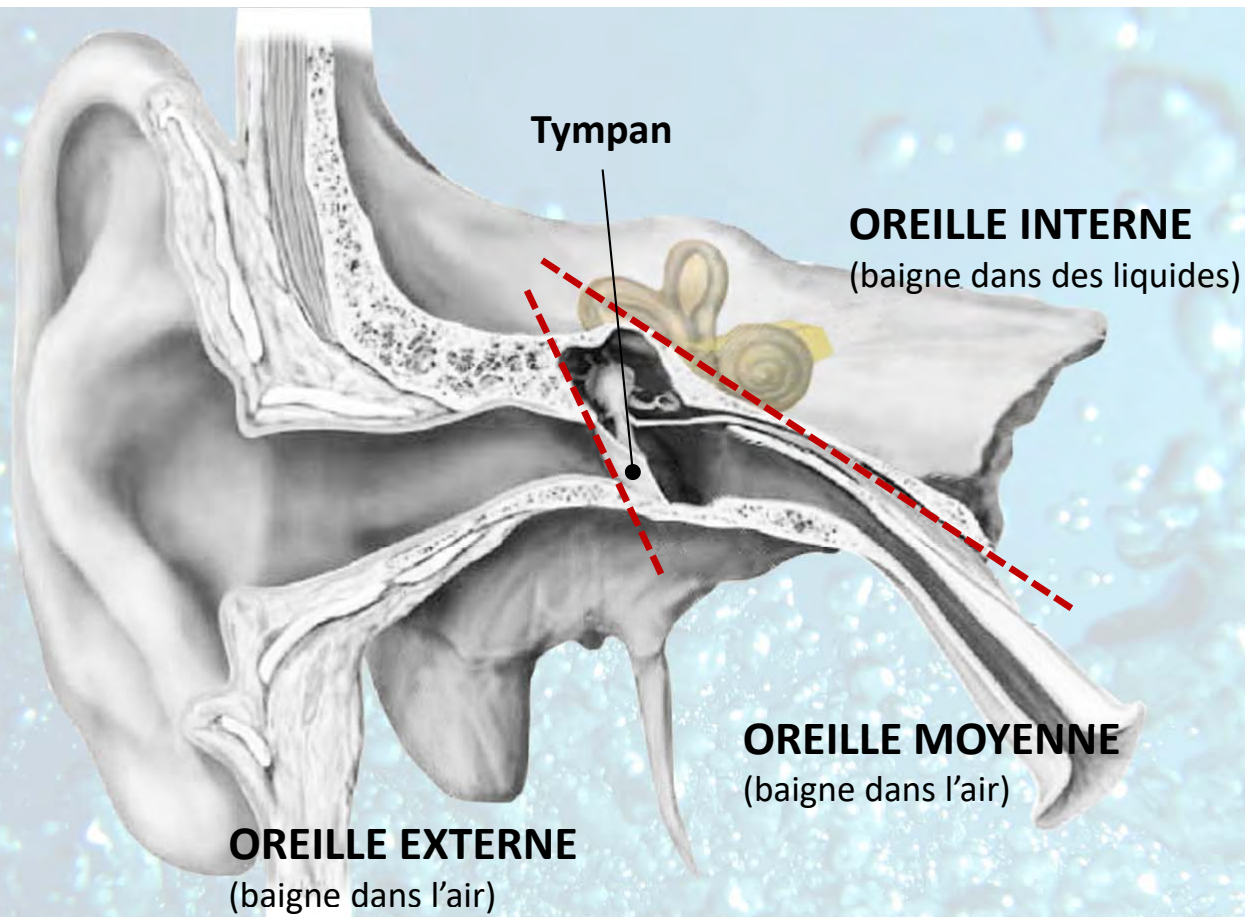 Tympan
OREILLE INTERNE
(baigne dans des liquides)
OREILLE MOYENNE
(baigne dans l’air)
OREILLE EXTERNE
(baigne dans l’air)